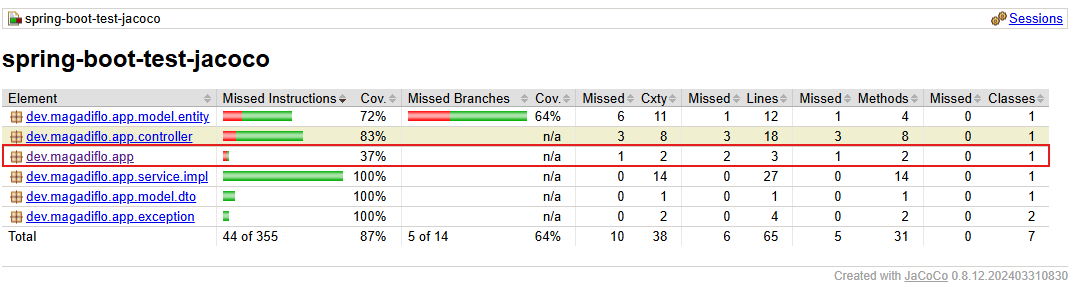 spring-boot-test-jacoco Sessions
spring-boot-test-jacoco
Element Missed Instructions Cov. Missed Branches Cov. Missed Cxty Missed Lines Missed Methods Missed Classes
dev.magadiflo.app.model.entity 72% 64% 6 11 1 12 1 4 0 1
dev.magadiflo.app.controller 83% n/a 3 8 3 18 3 8 0 1
dev.magadiflo.app 37% n/a 1 2 2 3 1 2 0 1
dev.magadiflo.app.service.impl 100% n/a 0 14 0 27 0 14 0 1
dev.magadiflo.app.model.dto 100% n/a 0 1 0 1 0 1 0 1
dev.magadiflo.app.exception 100% n/a 0 2 0 4 0 2 0 2
Total 44 of 355 87% 5 of 14 64% 10 38 6 65 5 31 0 7
Created with JaCoCo 0.8.12.202403310830